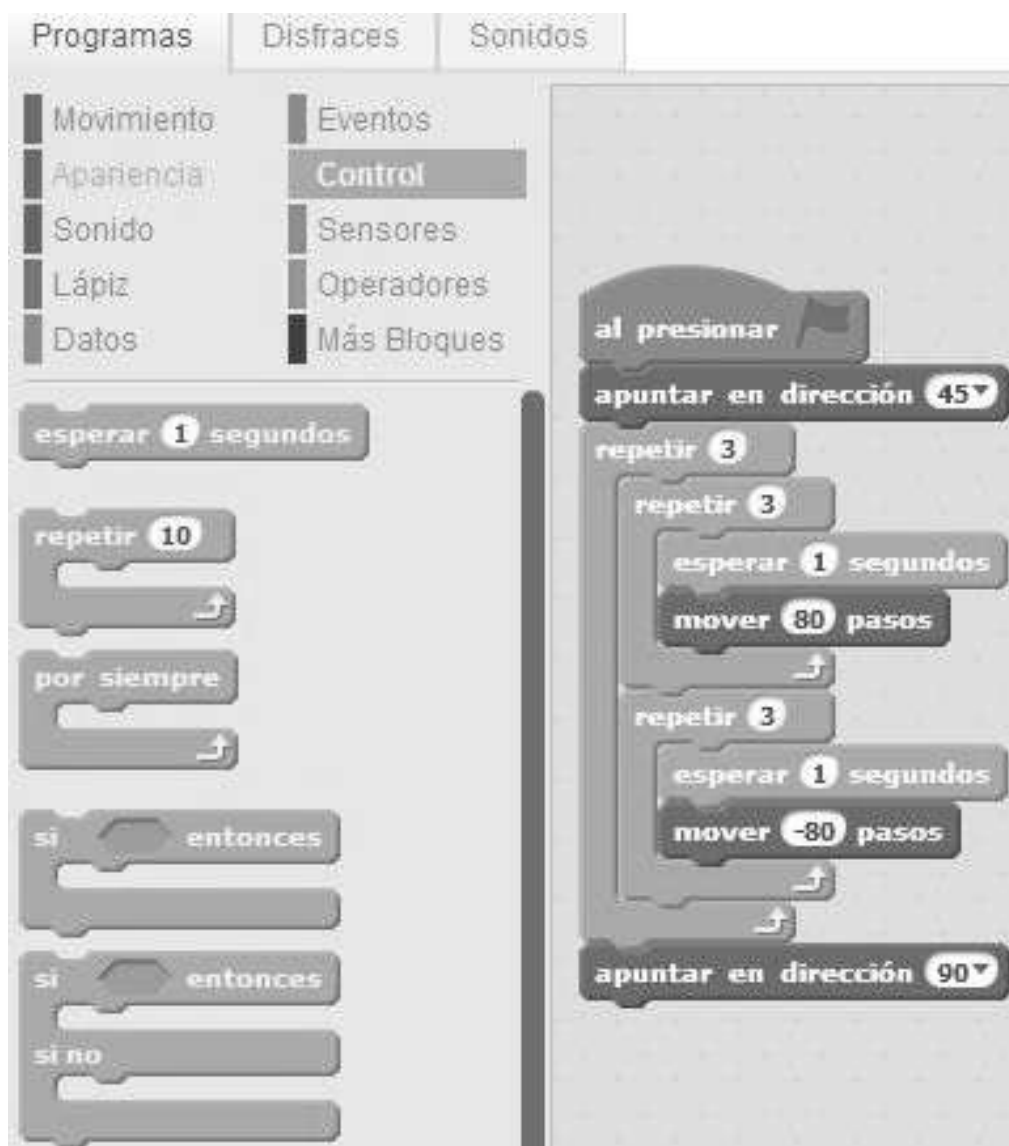 Programas Disfraces Sonidos
Movimiento Eventos
Apariencia Control
Sonido Sensores
Lápiz Operadores
Datos Más Bloques
esperar 1 segundos
repetir 10
por siempre
si entonces
si entonces
si no
al presionar
apuntar en dirección 45
repetir 3
repetir 3
esperar 1 segundos
mover 80 pasos
repetir 3
esperar 1 segundos
mover -80 pasos
apuntar en dirección 90